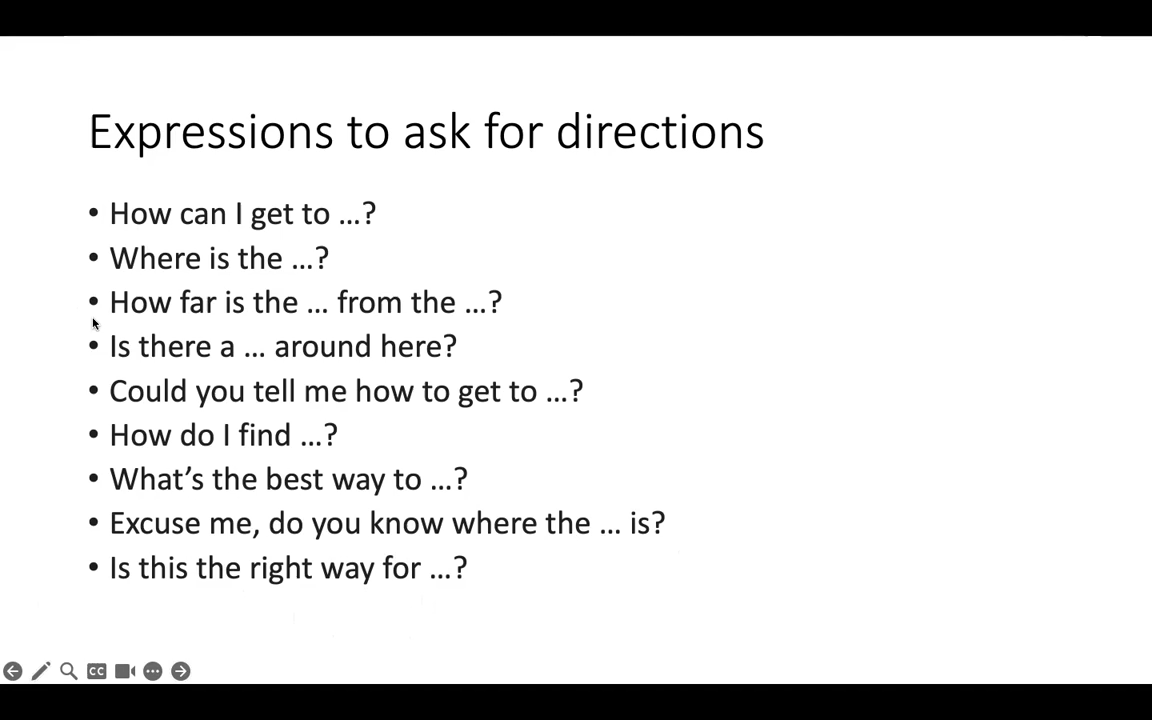 Expressions to ask for directions
• How can I get to …?
• Where is the …?
• How far is the … from the …?
• Is there a … around here?
• Could you tell me how to get to …?
• How do I find …?
• What’s the best way to …?
• Excuse me, do you know where the … is?
• Is this the right way for …?
CC